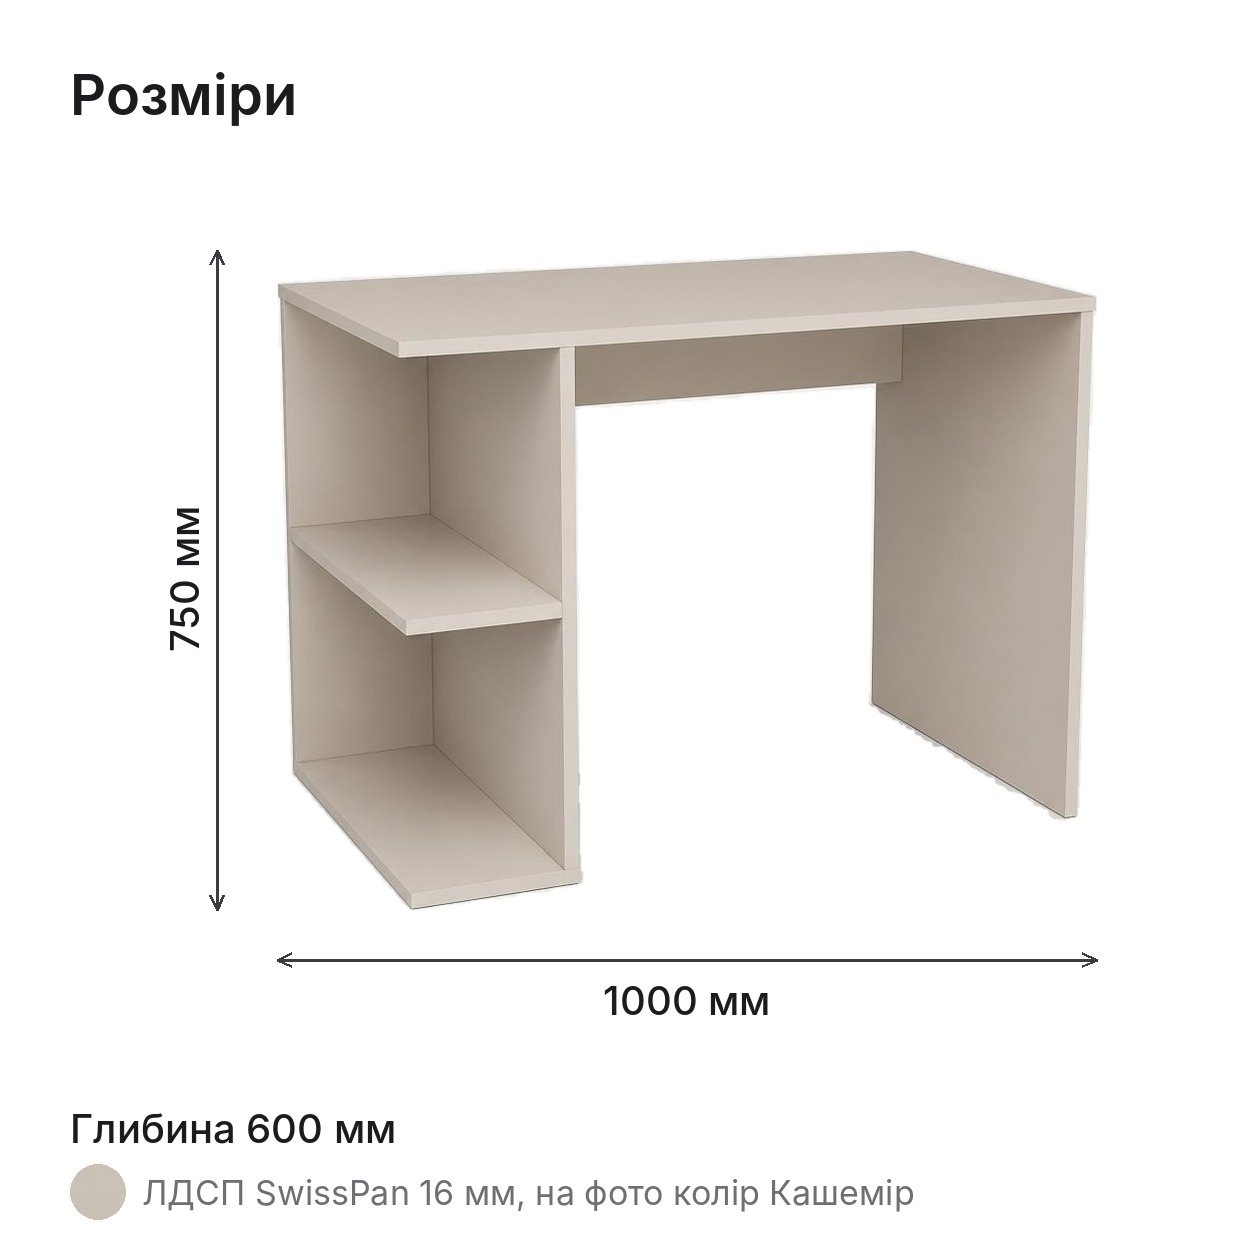 Розміри
750 мм
1000 мм
Глибина 600 мм
ЛДСП SwissPan 16 мм, на фото колір Кашемір